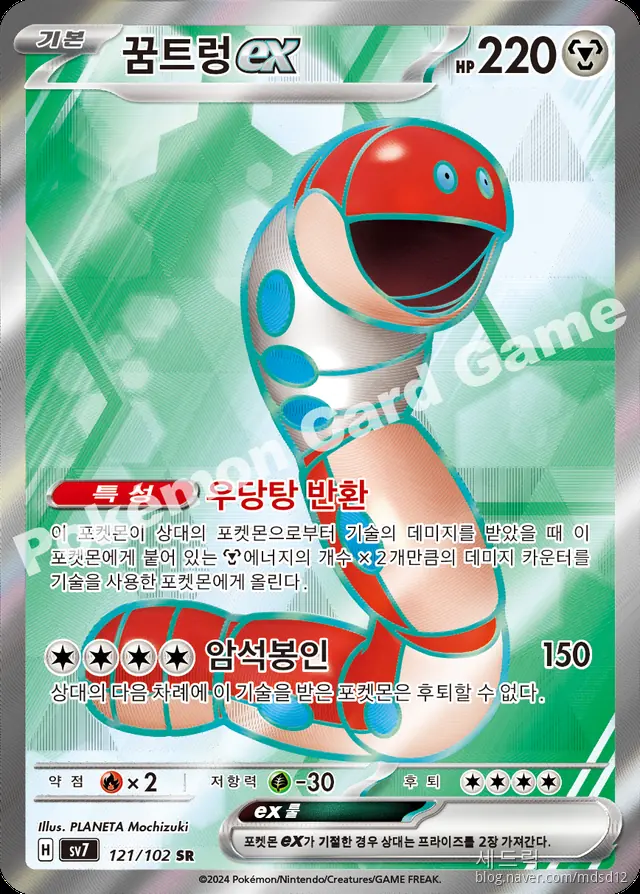 기본
꿈트렁ex
HP 220
Pokémon Card Game
특성 우당탕 반환
이 포켓몬이 상대의 포켓몬으로부터 기술의 데미지를 받았을 때 이
포켓몬에게 붙어 있는 에너지의 개수 × 2개만큼의 데미지 카운터를
기술을 사용한 포켓몬에게 올린다.
암석봉인 150
상대의 다음 차례에 이 기술을 받은 포켓몬은 후퇴할 수 없다.
약점 ×2 저항력 -30 후퇴
ex 룰
포켓몬 ex가 기절한 경우 상대는 프라이즈를 2장 가져간다.
Illus. PLANETA Mochizuki
H sv7 121/102 SR
©2024 Pokémon/Nintendo/Creatures/GAME FREAK.
blog.naver.com/mdsd12